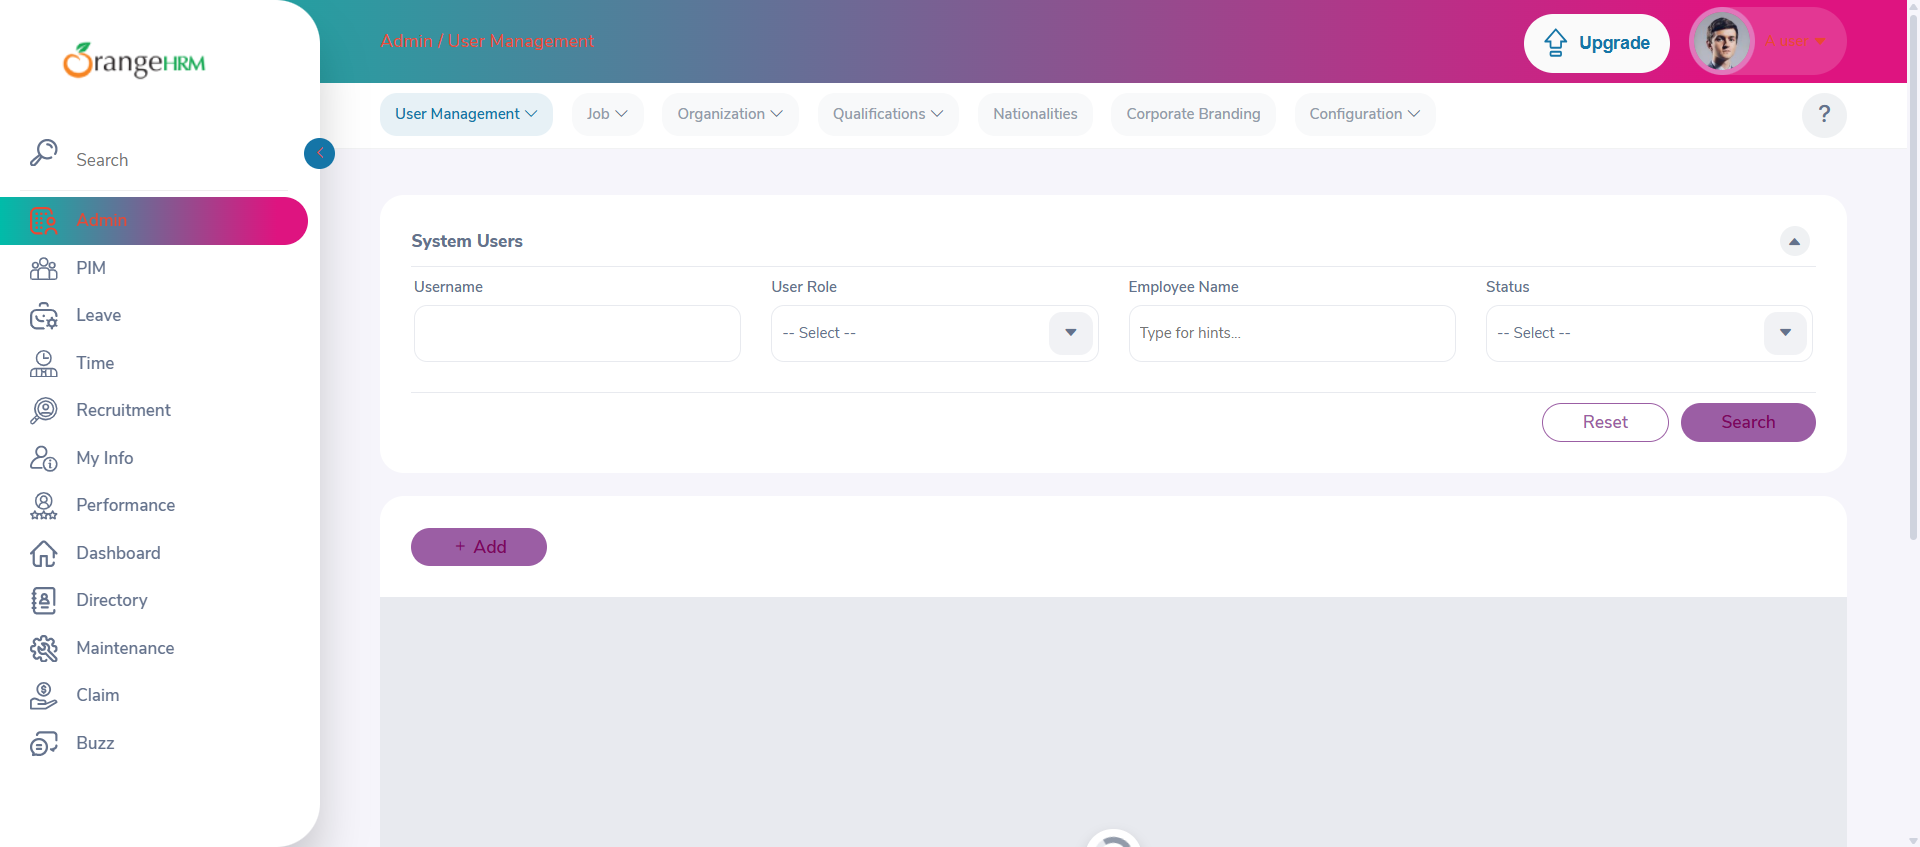 OrangeHRM
Admin / User Management
Upgrade
User Management
Job
Organization
Qualifications
Nationalities
Corporate Branding
Configuration
?
Search
Admin
PIM
Leave
Time
Recruitment
My Info
Performance
Dashboard
Directory
Maintenance
Claim
Buzz
System Users
Username
User Role
Employee Name
Status
-- Select --
Type for hints...
-- Select --
Reset
Search
+ Add